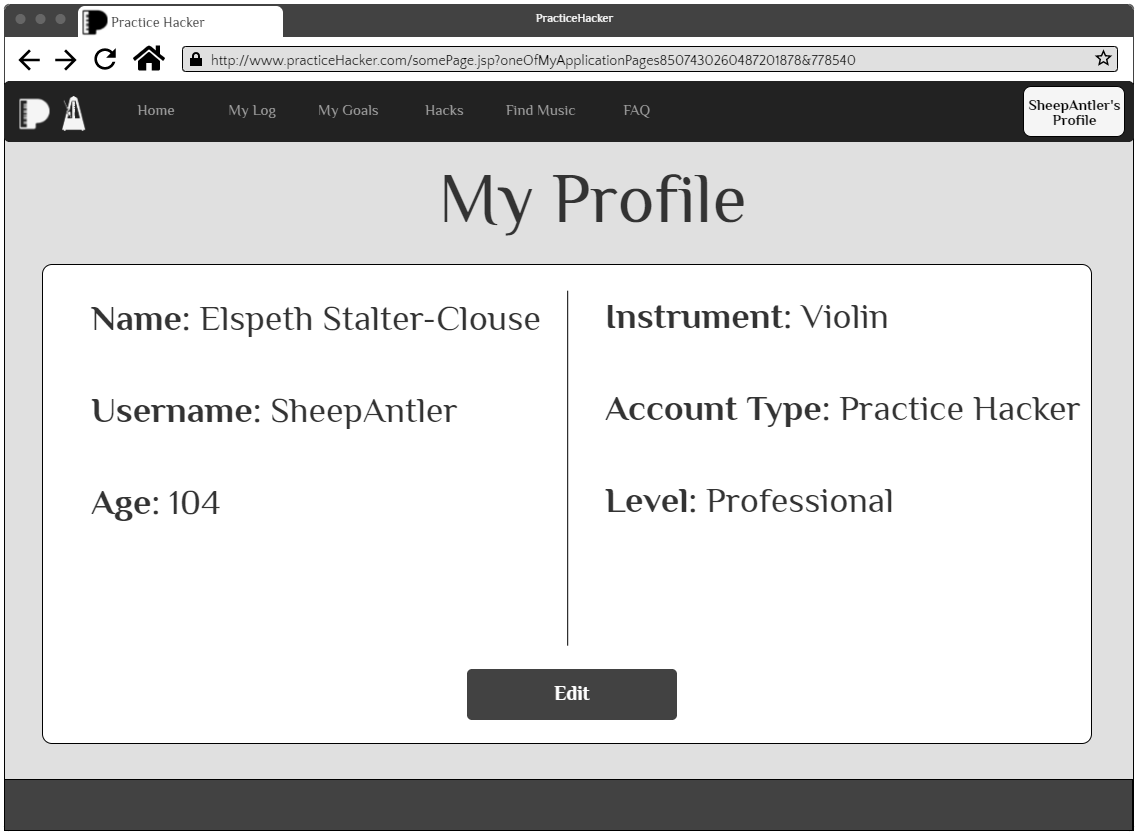 Practice Hacker
PracticeHacker
http://www.practiceHacker.com/somePage.jsp?oneOfMyApplicationPages8507430260487201878&778540
Home My Log My Goals Hacks Find Music FAQ
SheepAntler's
Profile
My Profile
Name: Elspeth Stalter-Clouse
Username: SheepAntler
Age: 104
Instrument: Violin
Account Type: Practice Hacker
Level: Professional
Edit